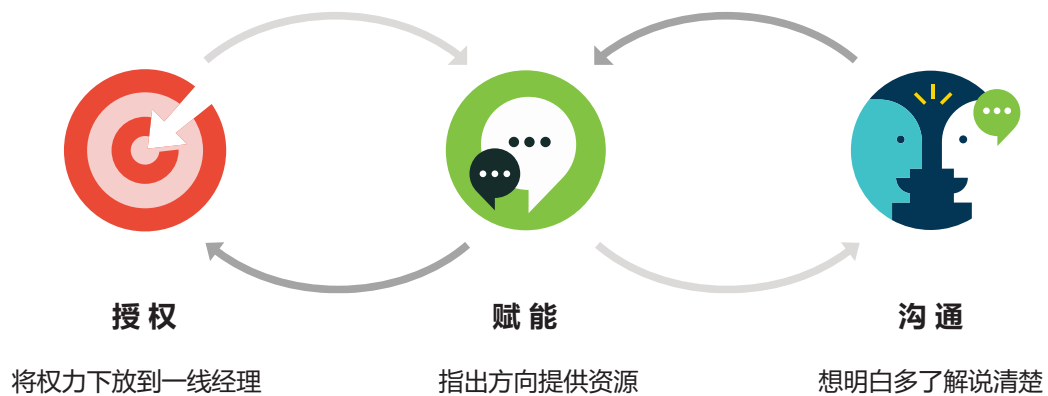 授权
赋能
沟通
将权力下放到一线经理
指出方向提供资源
想明白多了解说清楚